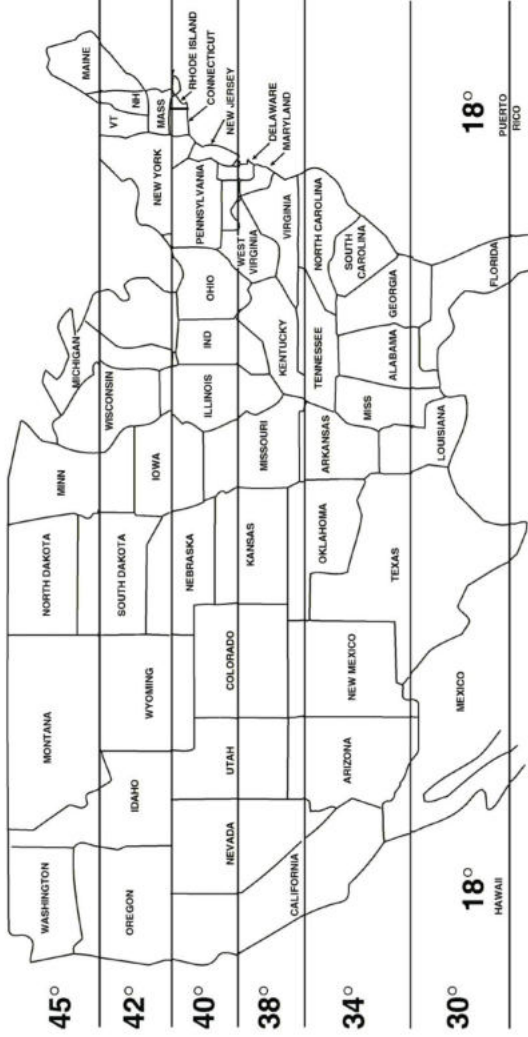 45°
WASHINGTON
MONTANA
NORTH DAKOTA
MINN
MICHIGAN
MAINE
42°
OREGON
IDAHO
WYOMING
SOUTH DAKOTA
WISCONSIN
NEW YORK
VT
NH
MASS
RHODE ISLAND
CONNECTICUT
NEW JERSEY
40°
NEVADA
UTAH
COLORADO
NEBRASKA
IOWA
ILLINOIS
IND
OHIO
PENNSYLVANIA
DELAWARE
MARYLAND
38°
CALIFORNIA
KANSAS
MISSOURI
KENTUCKY
WEST
VIRGINIA
VIRGINIA
34°
ARIZONA
NEW MEXICO
OKLAHOMA
ARKANSAS
TENNESSEE
NORTH CAROLINA
SOUTH
CAROLINA
30°
TEXAS
LOUISIANA
MISS
ALABAMA
GEORGIA
FLORIDA
MEXICO
18°
HAWAII
18°
PUERTO
RICO